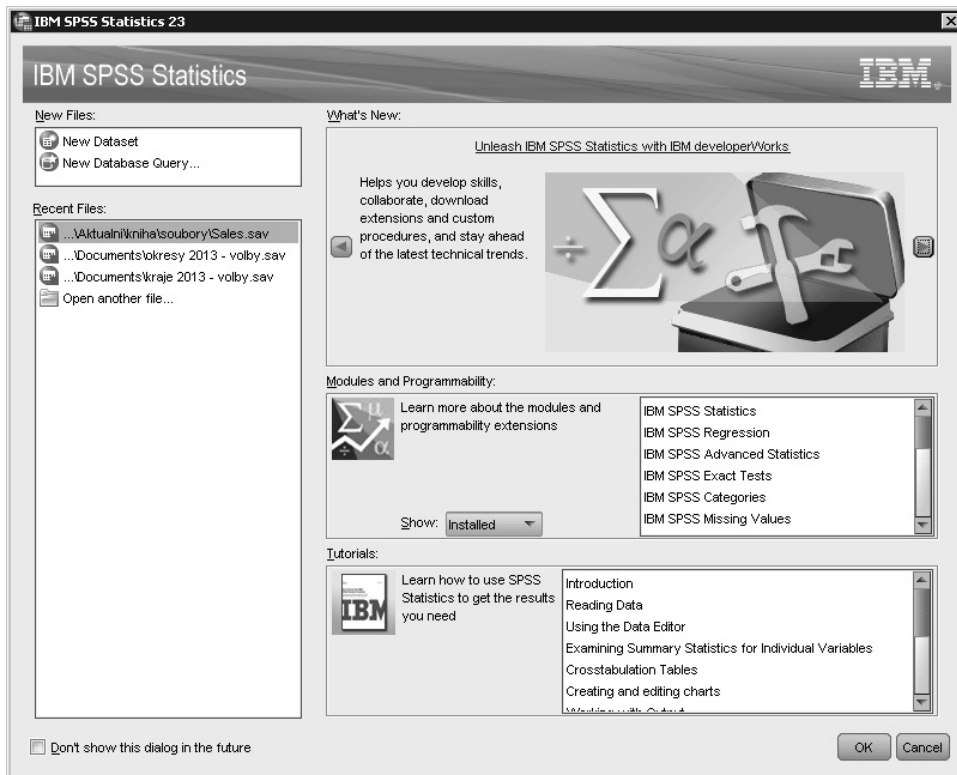 IBM SPSS Statistics 23
IBM SPSS Statistics
IBM
New Files:
New Dataset
New Database Query...
Recent Files:
...\Aktualni\kniha\soubory\Sales.sav
...\Documents\okresy 2013 - volby.sav
...\Documents\kraje 2013 - volby.sav
Open another file...
What's New:
Unleash IBM SPSS Statistics with IBM developerWorks
Helps you develop skills,
collaborate, download
extensions and custom
procedures, and stay ahead
of the latest technical trends.
÷ Σ α
Modules and Programmability:
Σ μ ÷ α
Learn more about the modules and
programmability extensions
Show: Installed
IBM SPSS Statistics
IBM SPSS Regression
IBM SPSS Advanced Statistics
IBM SPSS Exact Tests
IBM SPSS Categories
IBM SPSS Missing Values
Tutorials:
IBM
Learn how to use SPSS
Statistics to get the results
you need
Introduction
Reading Data
Using the Data Editor
Examining Summary Statistics for Individual Variables
Crosstabulation Tables
Creating and editing charts
Working with Output
Don't show this dialog in the future
OK
Cancel